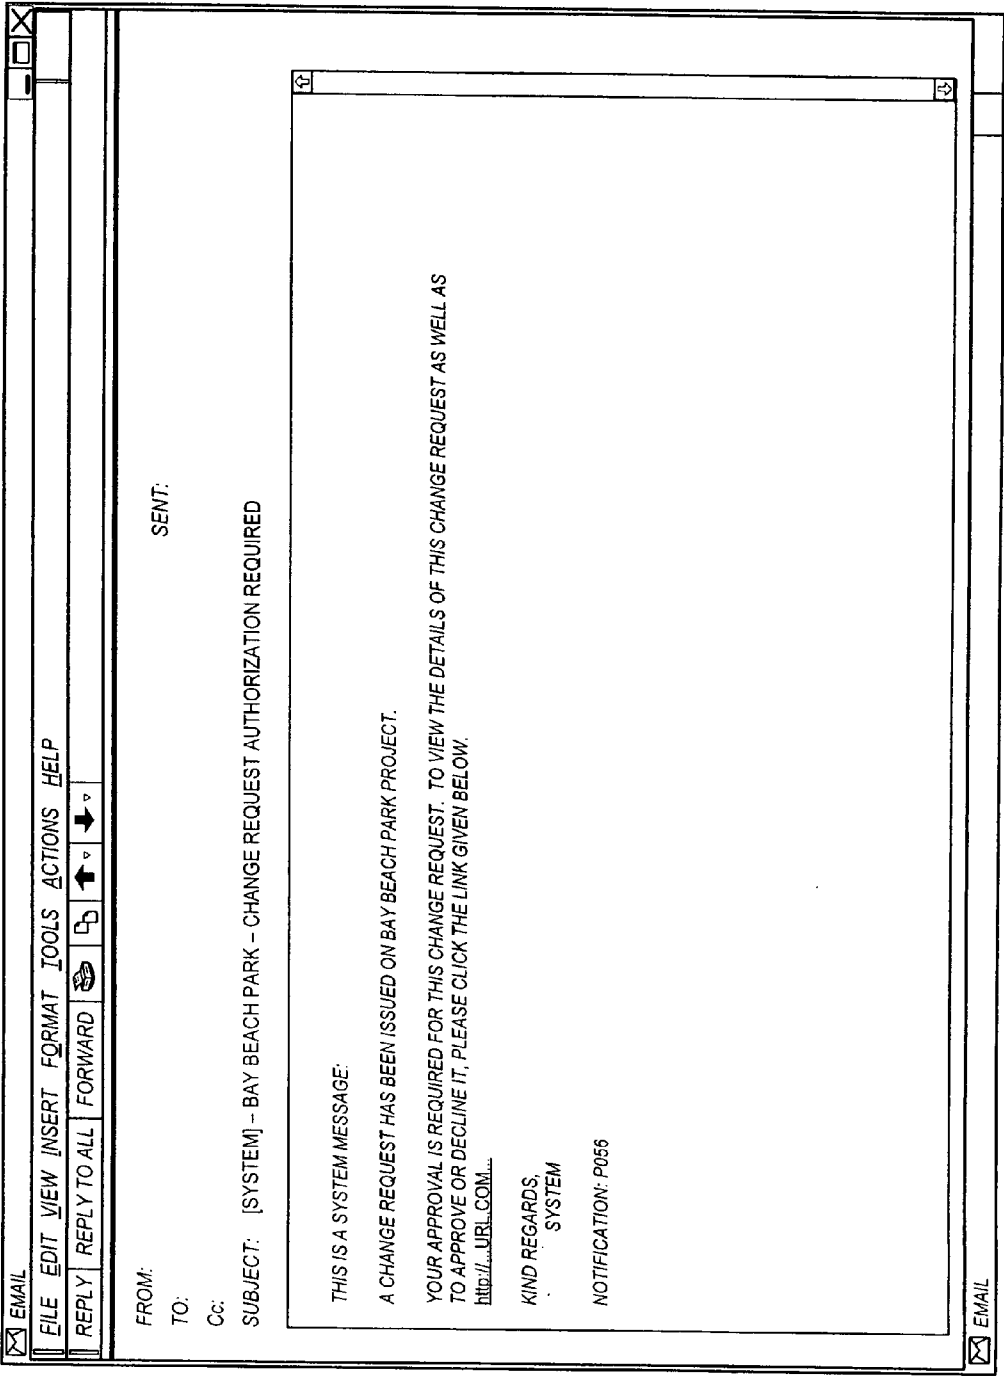 EMAIL
FILE EDIT VIEW INSERT FORMAT TOOLS ACTIONS HELP
REPLY REPLY TO ALL FORWARD
FROM:
SENT:
TO:
Cc:
SUBJECT: [SYSTEM] – BAY BEACH PARK – CHANGE REQUEST AUTHORIZATION REQUIRED
THIS IS A SYSTEM MESSAGE:
A CHANGE REQUEST HAS BEEN ISSUED ON BAY BEACH PARK PROJECT.
YOUR APPROVAL IS REQUIRED FOR THIS CHANGE REQUEST. TO VIEW THE DETAILS OF THIS CHANGE REQUEST AS WELL AS
TO APPROVE OR DECLINE IT, PLEASE CLICK THE LINK GIVEN BELOW.
http://...URL.COM...
KIND REGARDS,
SYSTEM
NOTIFICATION: P056
EMAIL